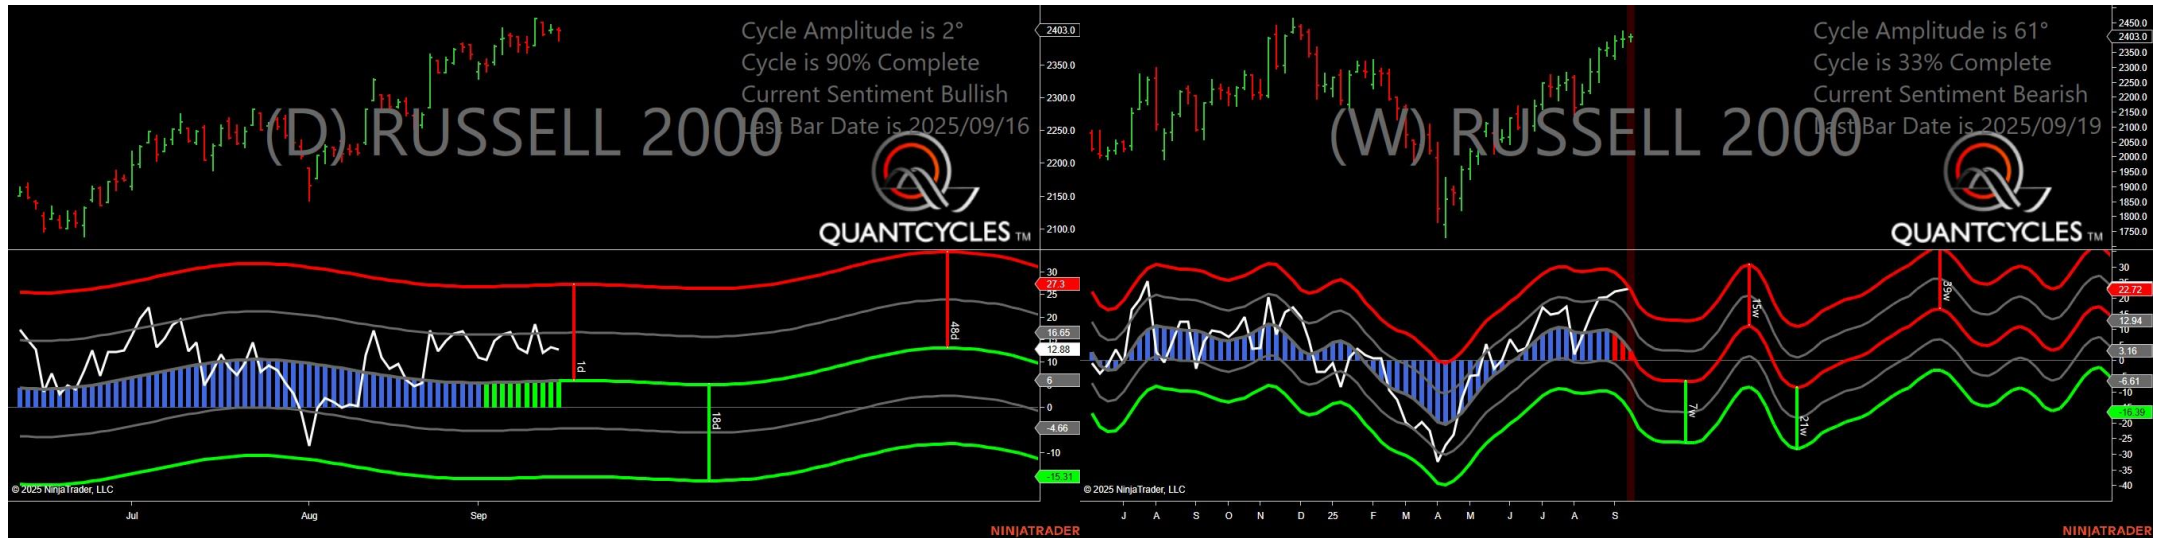 Cycle Amplitude is 2°
Cycle is 90% Complete
Current Sentiment Bullish
Last Bar Date is 2025/09/16
(D) RUSSELL 2000
QUANTCYCLES TM
2403.0
2350.0
2300.0
2250.0
2200.0
2150.0
2100.0
30
27.3
25
20
16.65
12.88
10
6
0
-4.66
-10
-15.31
1d
18d
48d
© 2025 NinjaTrader, LLC
Jul Aug Sep
NINJATRADER
Cycle Amplitude is 61°
Cycle is 33% Complete
Current Sentiment Bearish
Last Bar Date is 2025/09/19
(W) RUSSELL 2000
QUANTCYCLES TM
2450.0
2403.0
2350.0
2300.0
2250.0
2200.0
2150.0
2100.0
2050.0
2000.0
1950.0
1900.0
1850.0
1800.0
1750.0
30
22.72
20
12.94
3.16
0
-6.61
-10
-16.39
-20
-25
-30
-35
-40
7w
15w
21w
39w
© 2025 NinjaTrader, LLC
J A S O N D 25 F M A M J J A S
NINJATRADER